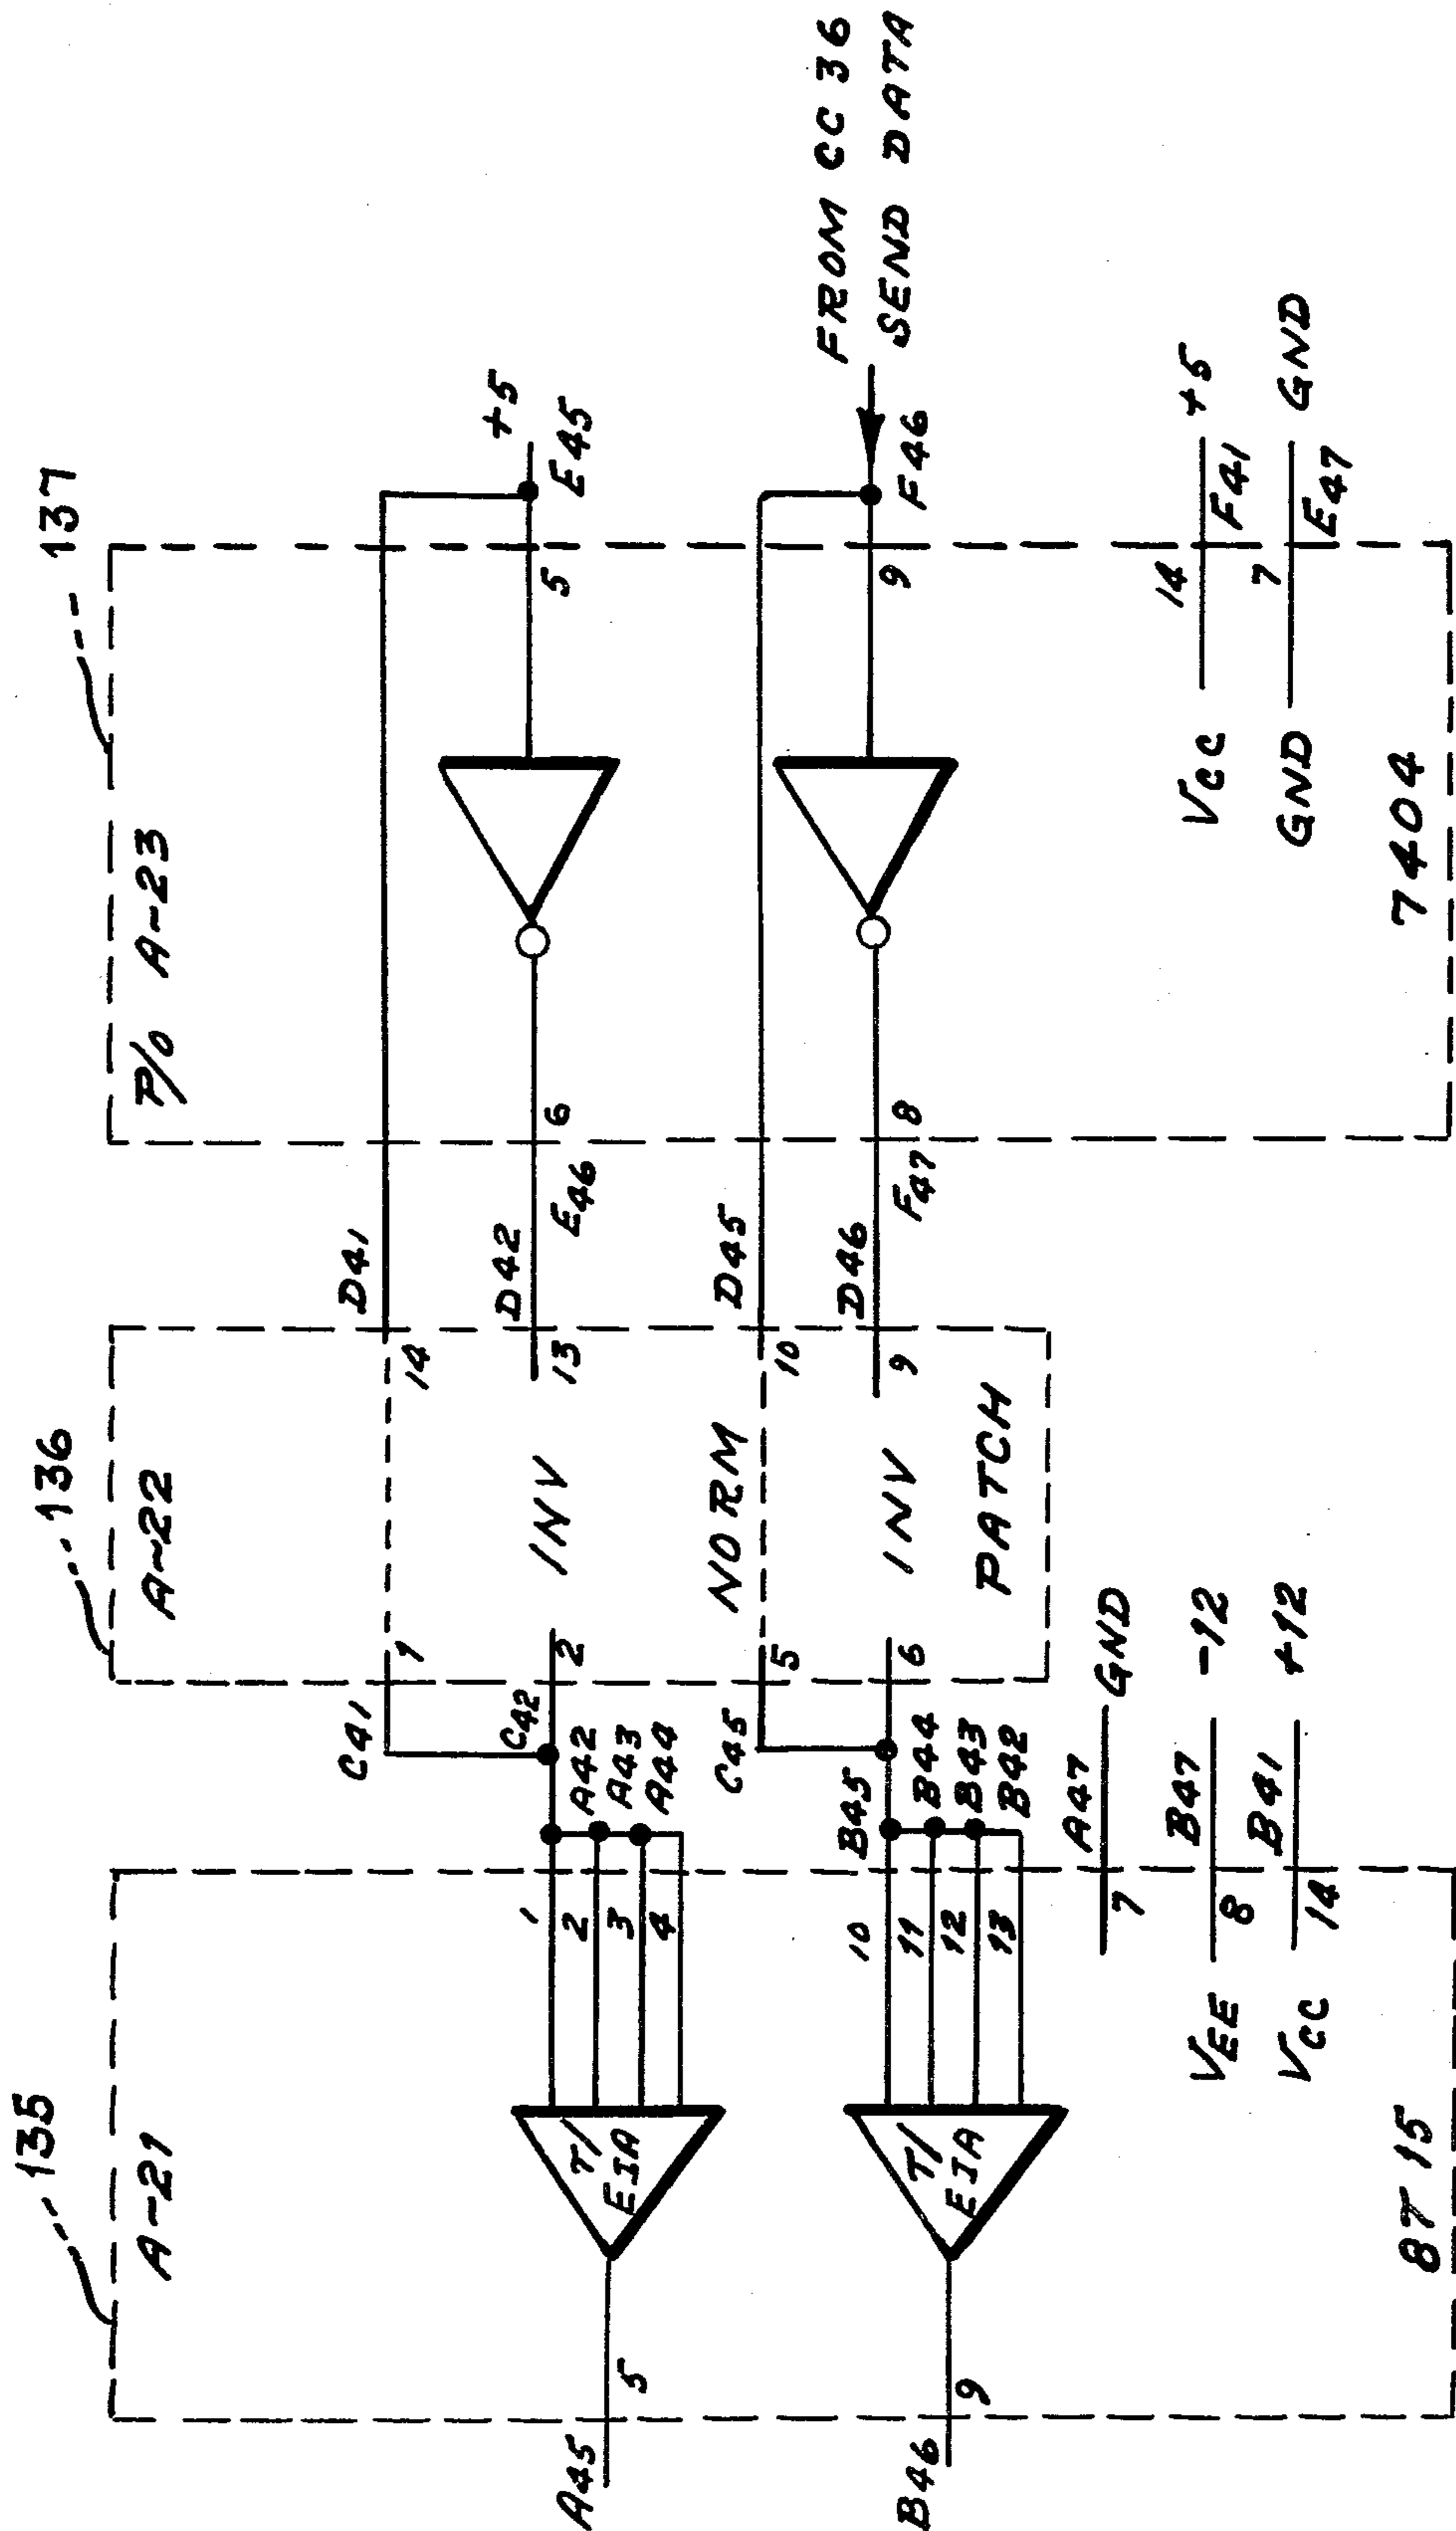 135
A-21
A45
5
T/
EIA
1
2
3
4
A42
A43
A44
C41
C42
B46
9
T/
EIA
10
11
12
13
B45
B44
B43
B42
C45
7
A47
GND
VEE
8
B47
-12
VCC
14
B41
+12
8T15
136
A-22
1
14
D41
2
INV
13
D42
NORM
5
10
D45
6
INV
9
D46
PATCH
137
P/O A-23
E46
6
5
+5
E45
F47
8
9
F46
FROM CC 36
SEND DATA
VCC
14
F41
+5
GND
7
E47
GND
7404